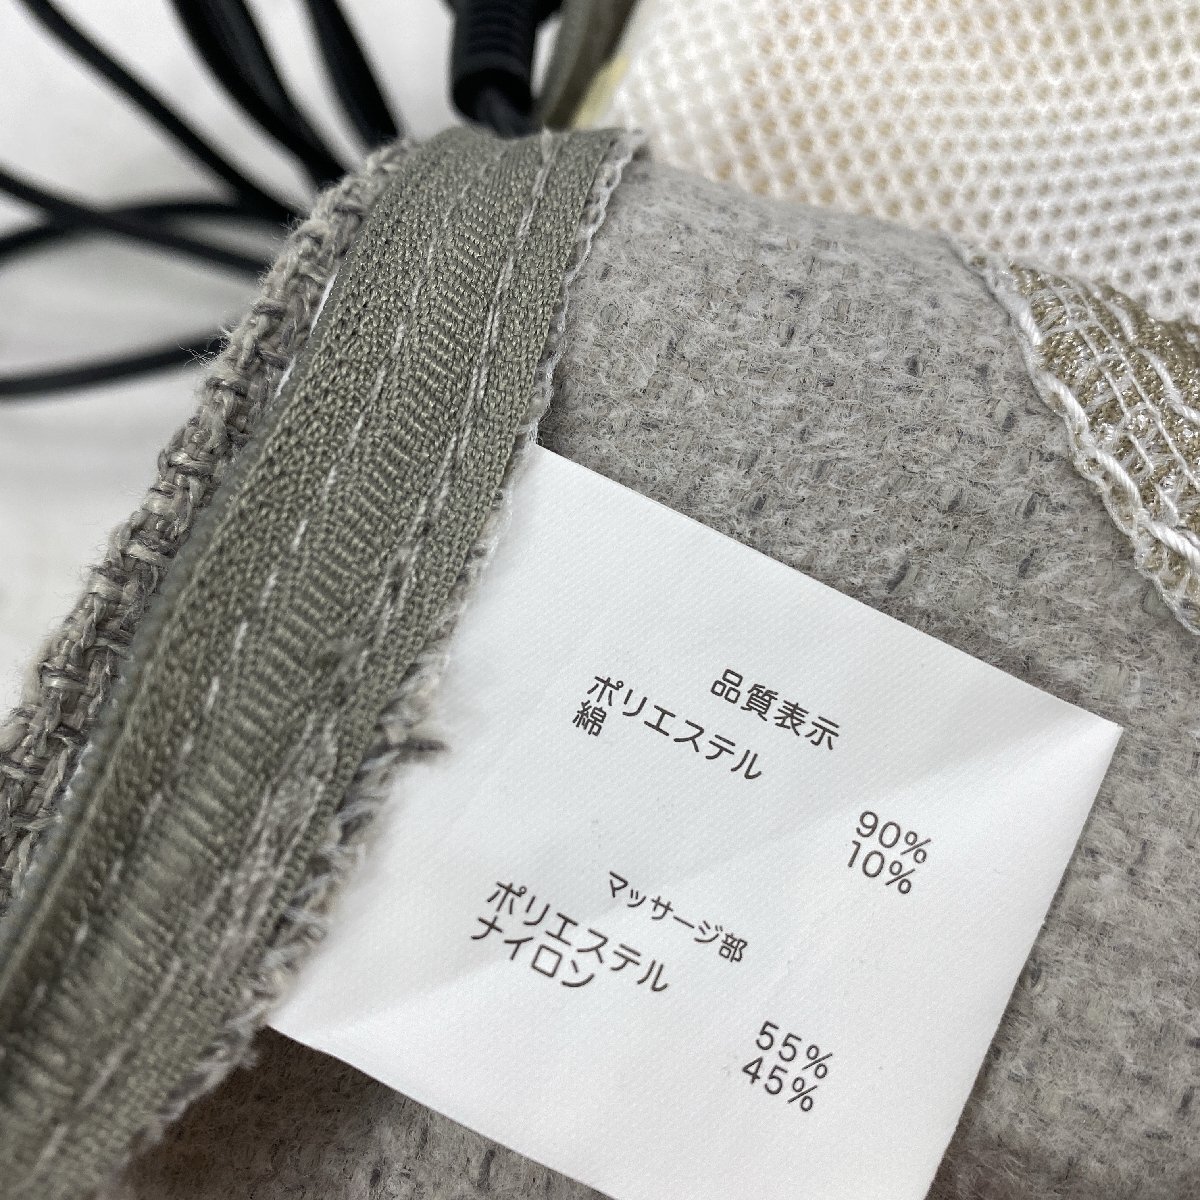 品質表示
ポリエステル 90%
綿 10%
マッサージ部
ポリエステル 55%
ナイロン 45%